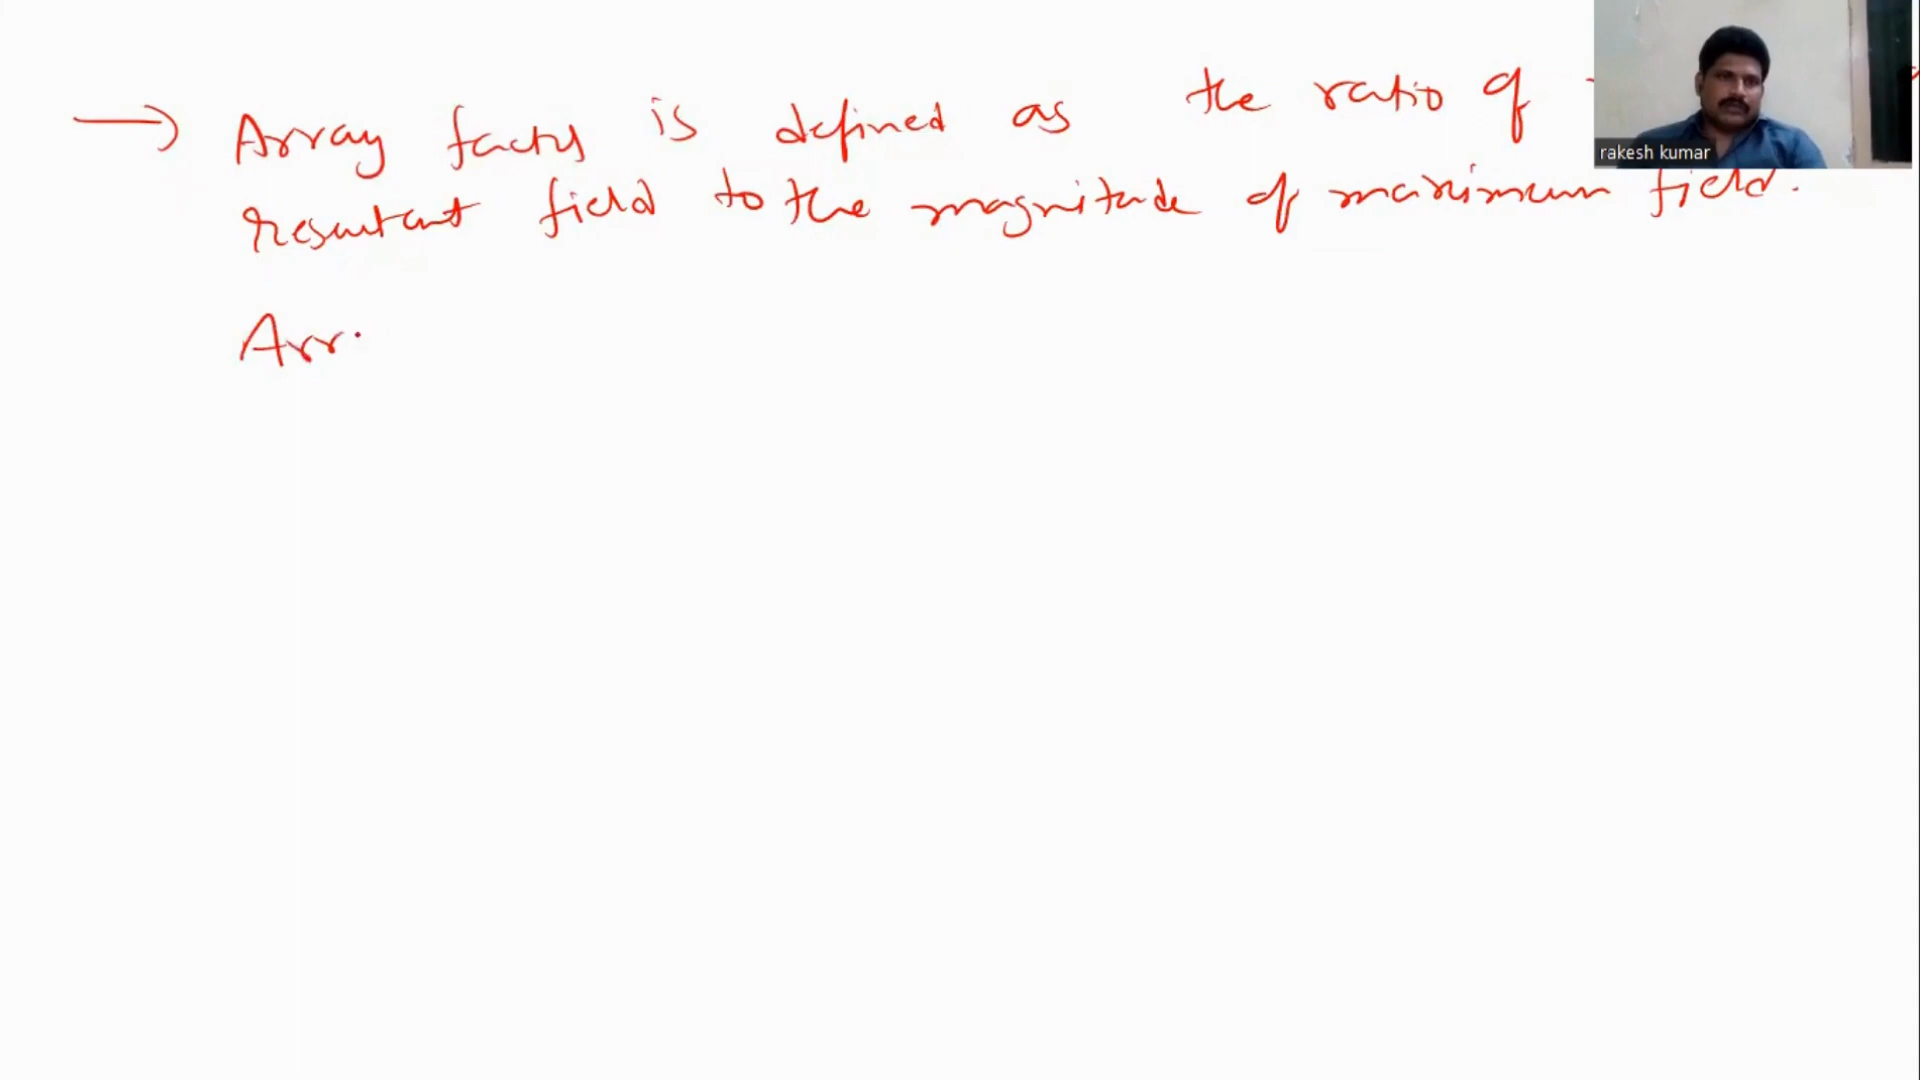 → Array factor is defined as the ratio of
rakesh kumar
resultant field to the magnitude of maximum field.
Arr